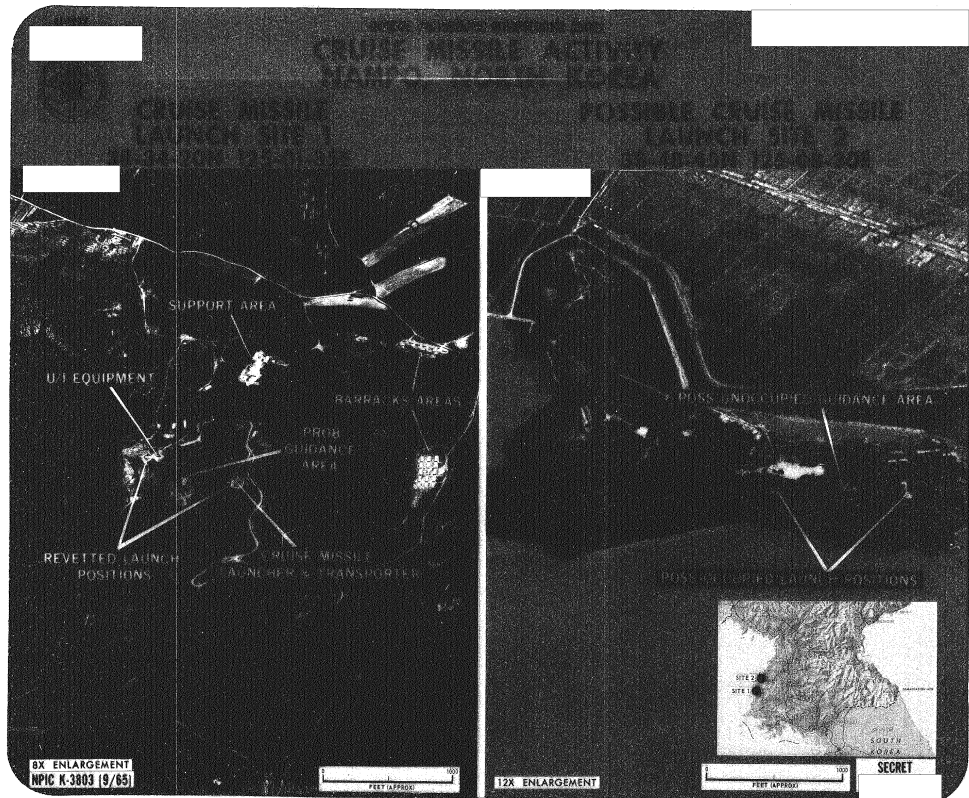 CRUISE MISSILE ACTIVITY
NAMPO, NORTH KOREA
CRUISE MISSILE
LAUNCH SITE 1
POSSIBLE CRUISE MISSILE
LAUNCH SITE 2
SUPPORT AREA
U/I EQUIPMENT
BARRACKS AREAS
PROB
GUIDANCE
AREA
REVETTED LAUNCH
POSITIONS
CRUISE MISSILE
LAUNCHER & TRANSPORTER
POSS UNOCCUPIED GUIDANCE AREA
POSS OCCUPIED LAUNCH POSITIONS
SITE 2
SITE 1
SOUTH
KOREA
8X ENLARGEMENT
NPIC K-3803 (9/65)
0 1000
FEET (APPROX)
12X ENLARGEMENT
0 1000
FEET (APPROX)
SECRET